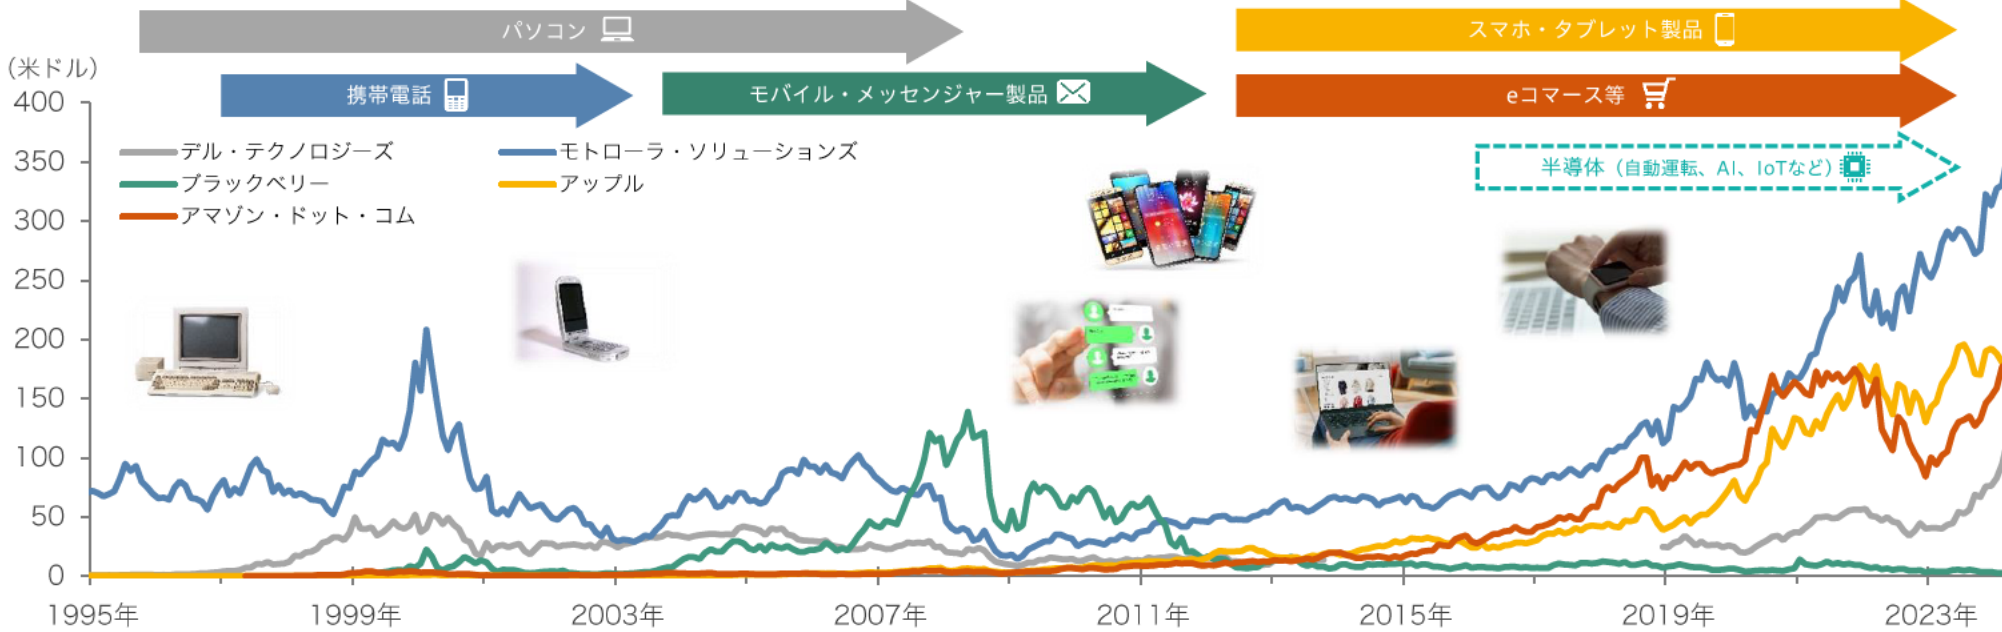 パソコン
スマホ・タブレット製品
(米ドル)
携帯電話
モバイル・メッセンジャー製品
eコマース等
400
デル・テクノロジーズ
モトローラ・ソリューションズ
350
半導体（自動運転、AI、IoTなど）
ブラックベリー
アップル
300
アマゾン・ドット・コム
250
200
150
100
50
0
1995年
1999年
2003年
2007年
2011年
2015年
2019年
2023年